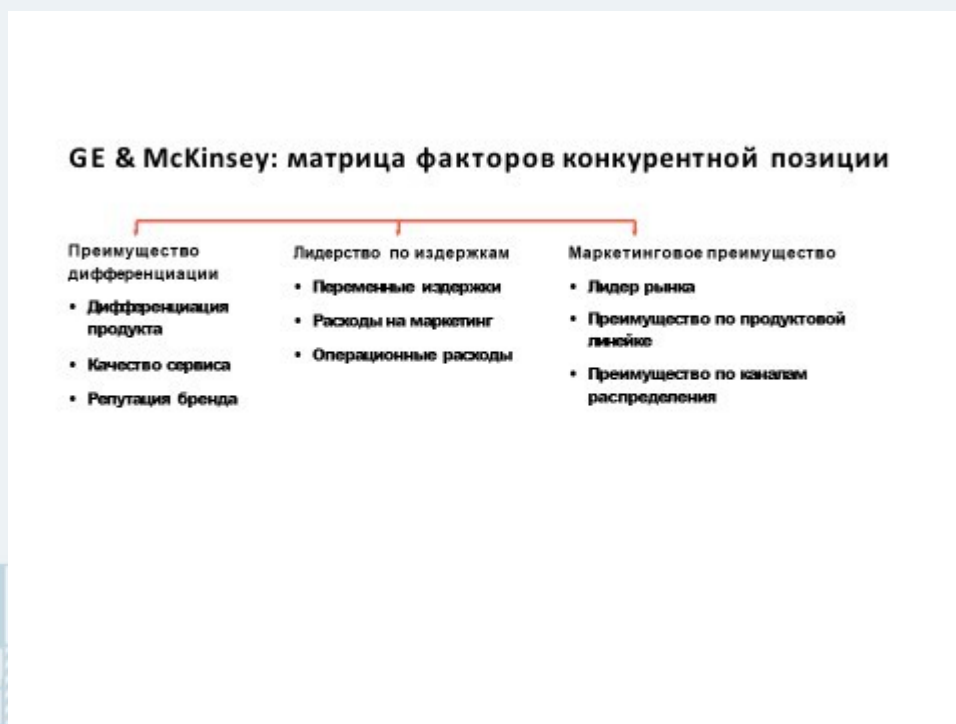 GE & McKinsey: матрица факторов конкурентной позиции
Преимущество
дифференциации
• Дифференциация
продукта
• Качество сервиса
• Репутация бренда
Лидерство по издержкам
• Переменные издержки
• Расходы на маркетинг
• Операционные расходы
Маркетинговое преимущество
• Лидер рынка
• Преимущество по продуктовой
линейке
• Преимущество по каналам
распределения